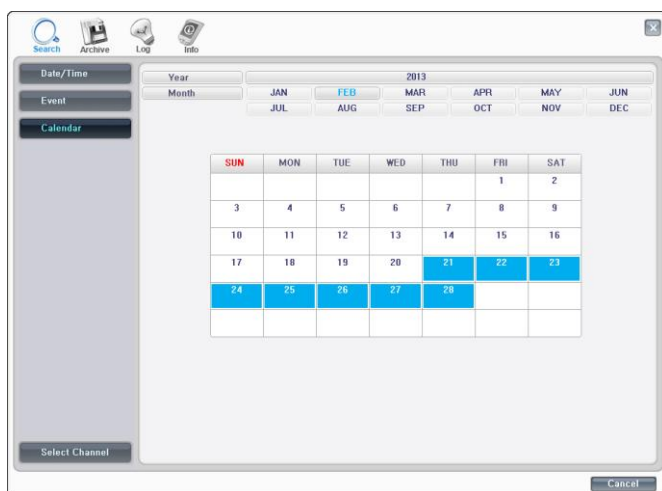 Search Archive Log Info
Date/Time
Event
Calendar
Year 2013
Month JAN FEB MAR APR MAY JUN
JUL AUG SEP OCT NOV DEC
SUN MON TUE WED THU FRI SAT
1 2
3 4 5 6 7 8 9
10 11 12 13 14 15 16
17 18 19 20 21 22 23
24 25 26 27 28
Select Channel
Cancel